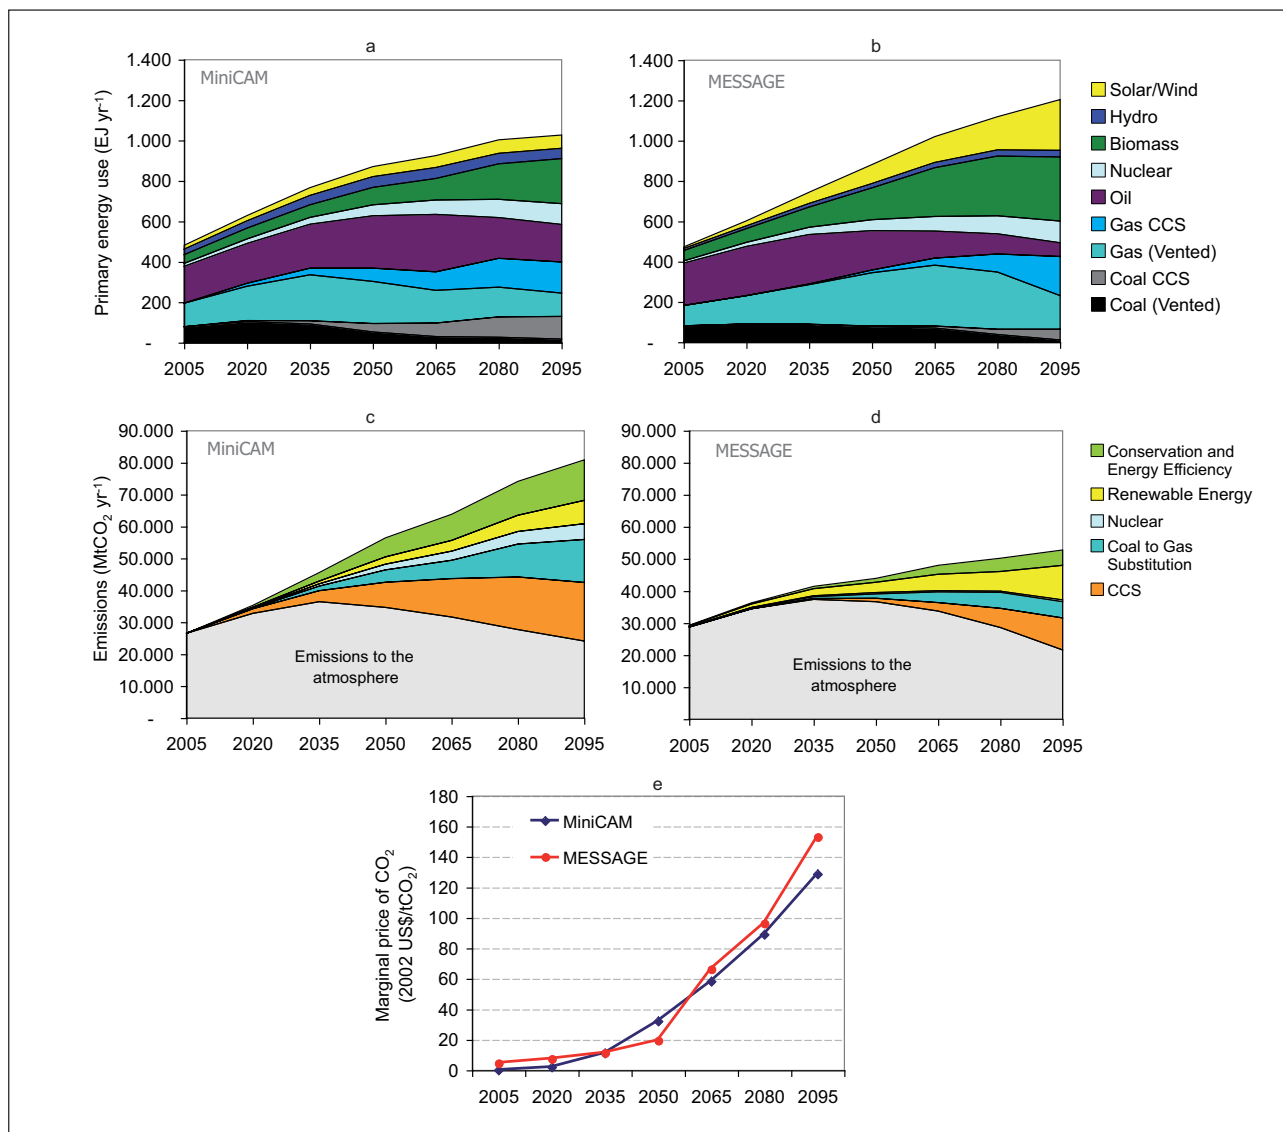 a
b
MiniCAM
MESSAGE
Primary energy use (EJ yr-1)
1.400
1.200
1.000
800
600
400
200
-
2005 2020 2035 2050 2065 2080 2095
1.400
1.200
1.000
800
600
400
200
-
2005 2020 2035 2050 2065 2080 2095
Solar/Wind
Hydro
Biomass
Nuclear
Oil
Gas CCS
Gas (Vented)
Coal CCS
Coal (Vented)
c
d
MiniCAM
MESSAGE
Emissions (MtCO2 yr-1)
90.000
80.000
70.000
60.000
50.000
40.000
30.000
20.000
10.000
-
Emissions to the
atmosphere
2005 2020 2035 2050 2065 2080 2095
90.000
80.000
70.000
60.000
50.000
40.000
30.000
20.000
10.000
Emissions to the
atmosphere
2005 2020 2035 2050 2065 2080 2095
Conservation and
Energy Efficiency
Renewable Energy
Nuclear
Coal to Gas
Substitution
CCS
e
Marginal price of CO2
(2002 US$/tCO2)
180
160
140
120
100
80
60
40
20
0
MiniCAM
MESSAGE
2005 2020 2035 2050 2065 2080 2095